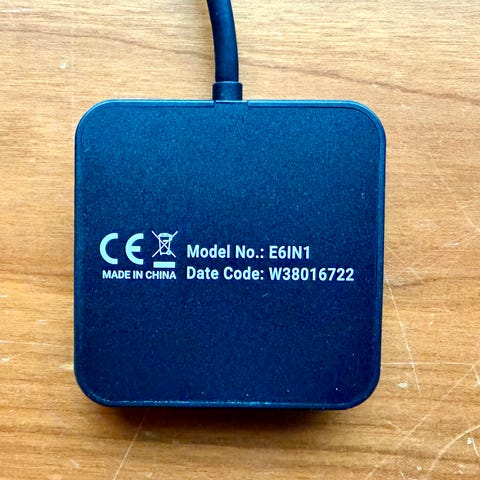 CE Model No.: E6IN1
MADE IN CHINA Date Code: W38016722